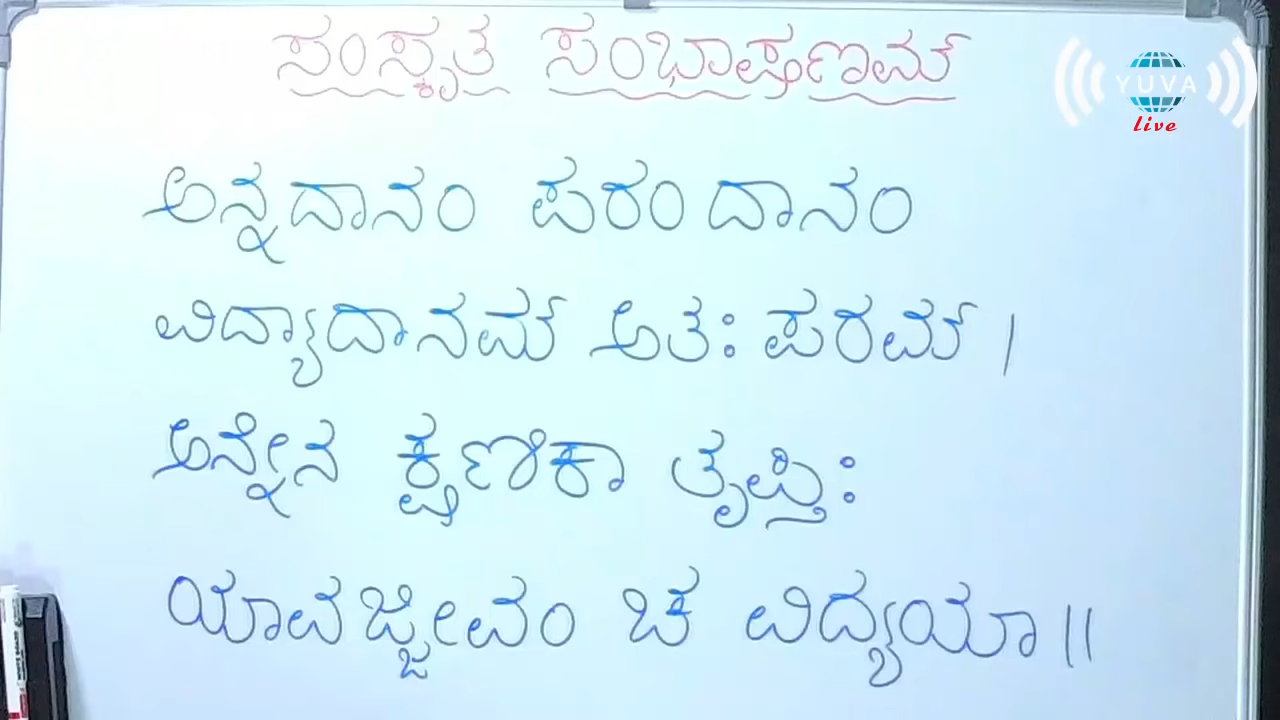 ಸಂಸ್ಕೃತ ಸಂಭಾಷಣಮ್
YUVA
live
ಅನ್ನದಾನಂ ಪರಂ ದಾನಂ
ವಿದ್ಯಾದಾನಮ್ ಅತಃ ಪರಮ್ |
ಅನ್ನೇನ ಕ್ಷಣಿಕಾ ತೃಪ್ತಿಃ
ಯಾವಜ್ಜೀವಂ ಚ ವಿದ್ಯಯಾ ||